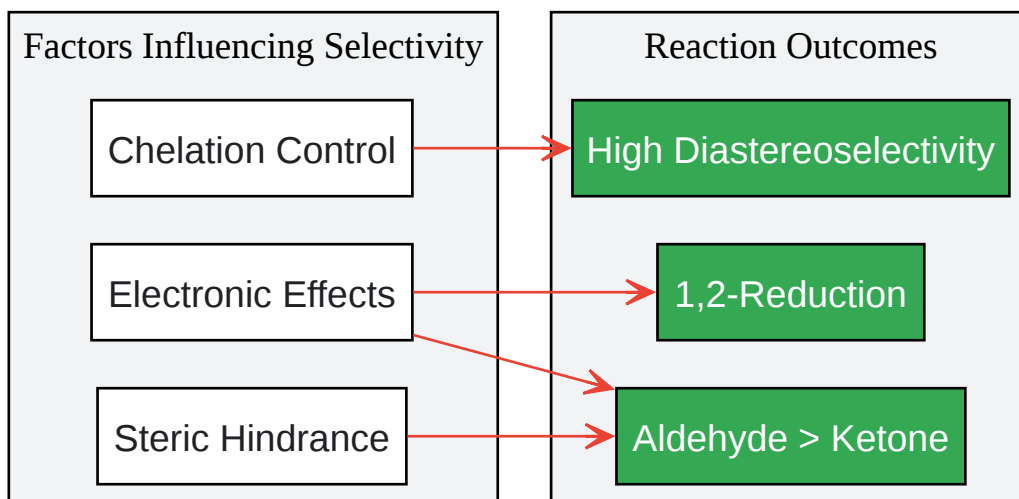 Factors Influencing Selectivity
Chelation Control
Electronic Effects
Steric Hindrance
Reaction Outcomes
High Diastereoselectivity
1,2-Reduction
Aldehyde > Ketone